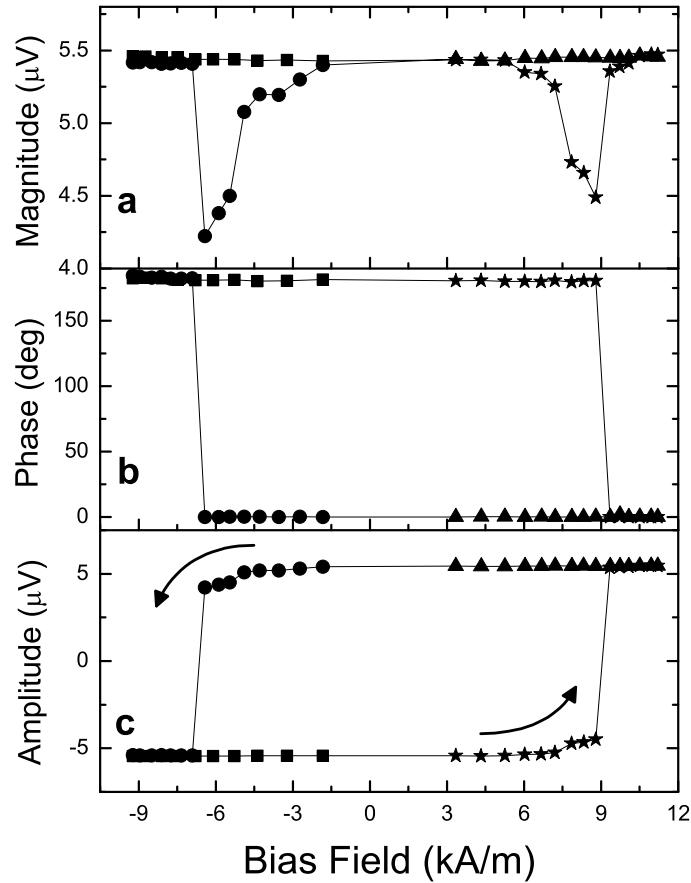 Magnitude (μV)
5.5
5.0
4.5
4.0
a
Phase (deg)
150
100
50
0
b
Amplitude (μV)
5
0
-5
c
-9 -6 -3 0 3 6 9 12
Bias Field (kA/m)